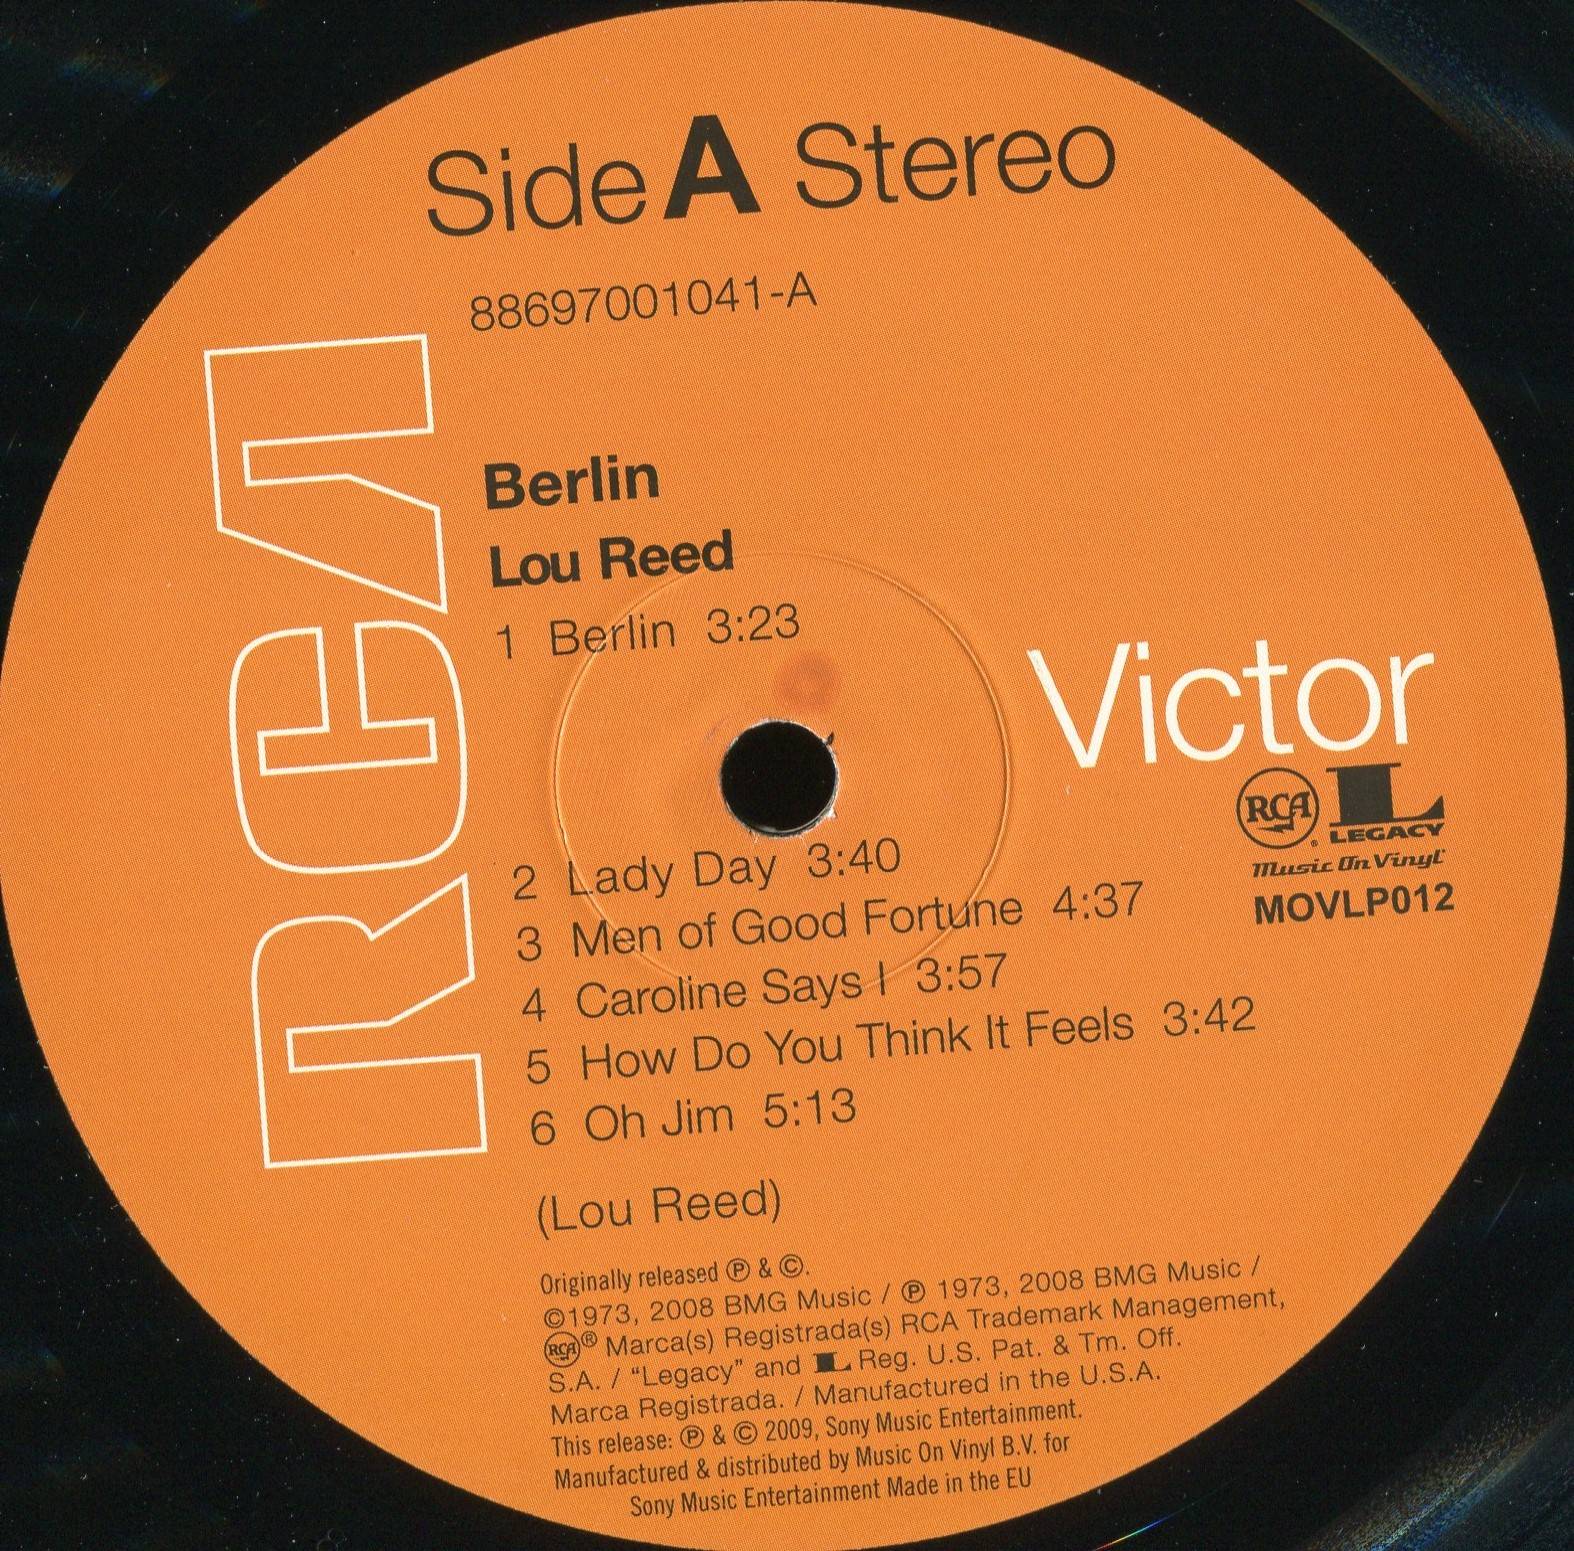 Side A Stereo
88697001041-A
RCA
Berlin
Lou Reed
1 Berlin 3:23
Victor
RCA ® L
LEGACY
Music On Vinyl
MOVLP012
2 Lady Day 3:40
3 Men of Good Fortune 4:37
4 Caroline Says I 3:57
5 How Do You Think It Feels 3:42
6 Oh Jim 5:13
(Lou Reed)
Originally released ℗ & ©.
©1973, 2008 BMG Music / ℗ 1973, 2008 BMG Music /
RCA® Marca(s) Registrada(s) RCA Trademark Management,
S.A. / “Legacy” and L Reg. U.S. Pat. & Tm. Off.
Marca Registrada. / Manufactured in the U.S.A.
This release: ℗ & © 2009, Sony Music Entertainment.
Manufactured & distributed by Music On Vinyl B.V. for
Sony Music Entertainment Made in the EU